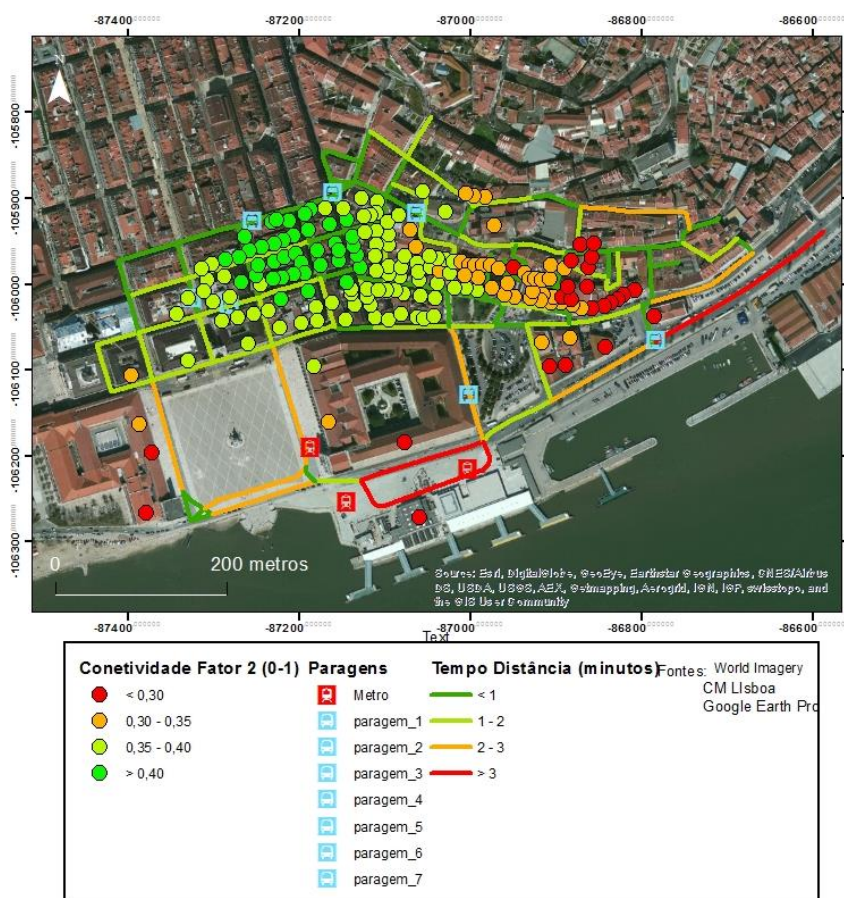 -87400 -87200 -87000 -86800 -86600
-105800
-105900
-106000
-106100
-106200
-106300
0 200 metros
Source: Esri, DigitalGlobe, GeoEye, Earthstar Geographics, CNES/Airbus
DS, USDA, USGS, AEX, Getmapping, Aerogrid, IGN, IGP, swisstopo, and
the GIS User Community
-87400 -87200 -87000 -86800 -86600
Text
Conetividade Fator 2 (0-1)
< 0,30
0,30 - 0,35
0,35 - 0,40
> 0,40
Paragens
Metro
paragem_1
paragem_2
paragem_3
paragem_4
paragem_5
paragem_6
paragem_7
Tempo Distância (minutos)
< 1
1 - 2
2 - 3
> 3
Fontes: World Imagery
CM LIsboa
Google Earth Pro